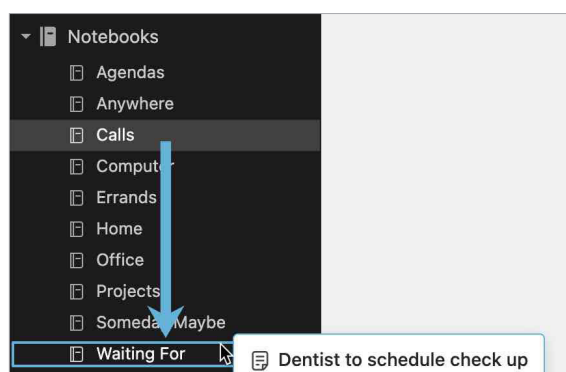 Notebooks
Agendas
Anywhere
Calls
Computer
Errands
Home
Office
Projects
Someday Maybe
Waiting For
Dentist to schedule check up